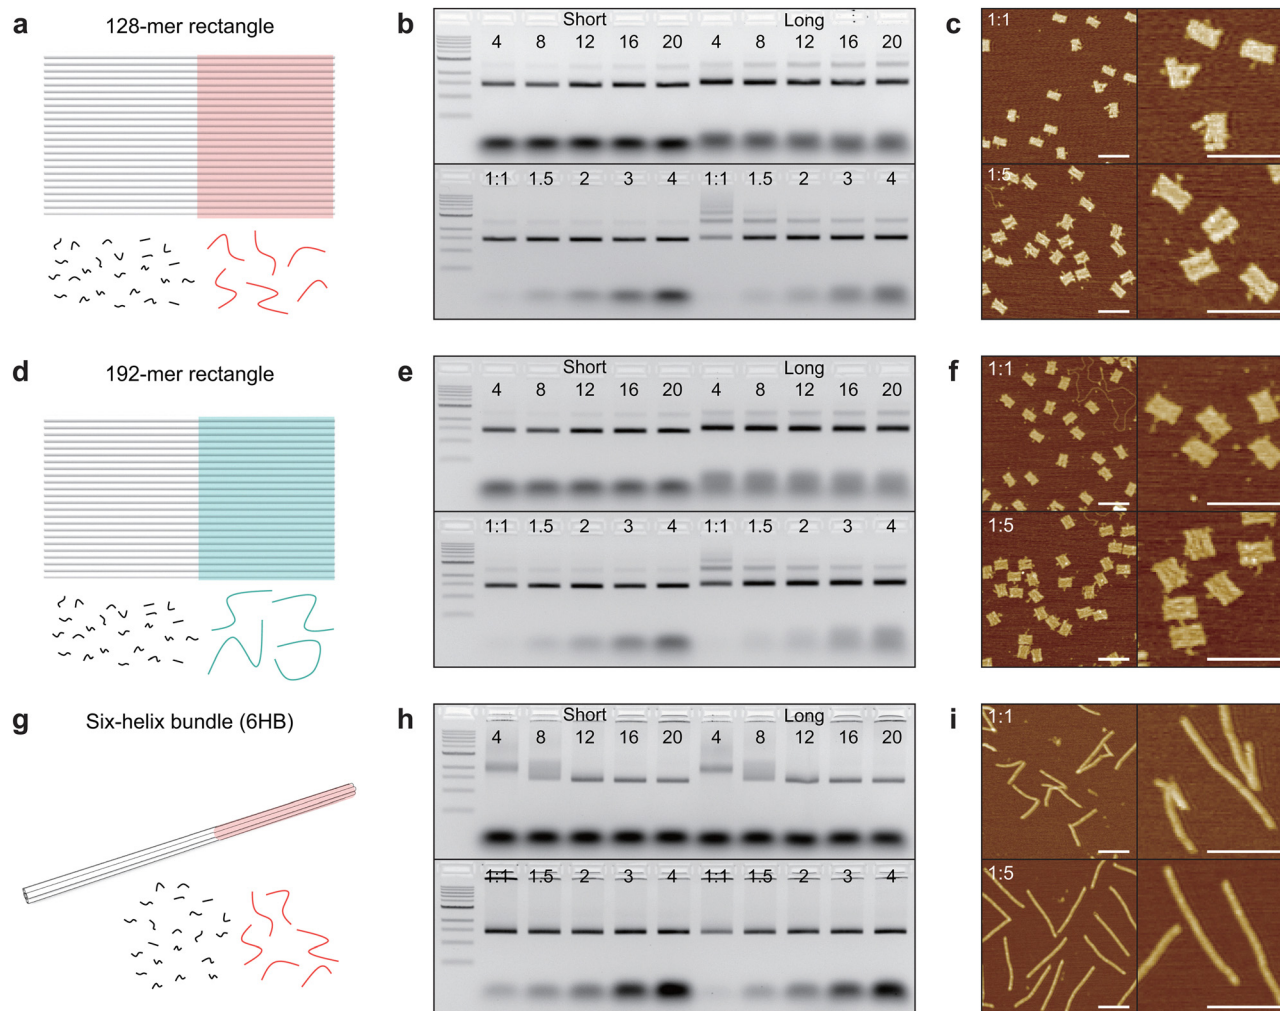 a
128-mer rectangle
b
Short Long
4 8 12 16 20 4 8 12 16 20
1:1 1.5 2 3 4 1:1 1.5 2 3 4
c
1:1
1:5
d
192-mer rectangle
e
Short Long
4 8 12 16 20 4 8 12 16 20
1:1 1.5 2 3 4 1:1 1.5 2 3 4
f
1:1
1:5
g
Six-helix bundle (6HB)
h
Short Long
4 8 12 16 20 4 8 12 16 20
1:1 1.5 2 3 4 1:1 1.5 2 3 4
i
1:1
1:5